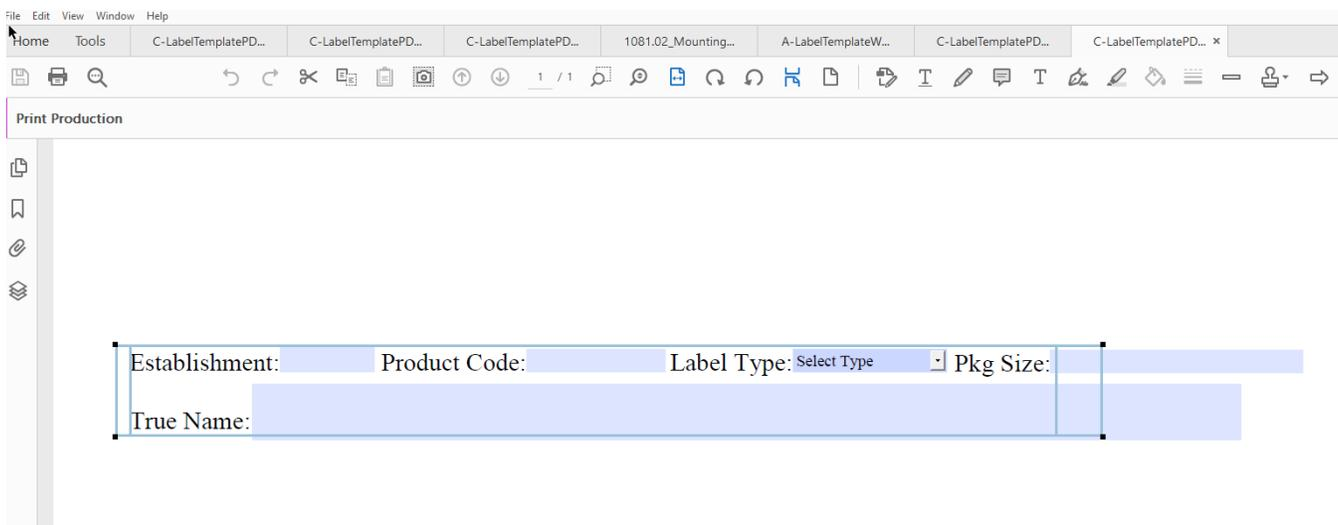 File Edit View Window Help
Home Tools C-LabelTemplatePD... C-LabelTemplatePD... C-LabelTemplatePD... 1081.02_Mounting... A-LabelTemplateW... C-LabelTemplatePD... C-LabelTemplatePD... ×
1 / 1
Print Production
Establishment: Product Code: Label Type: Select Type Pkg Size:
True Name: